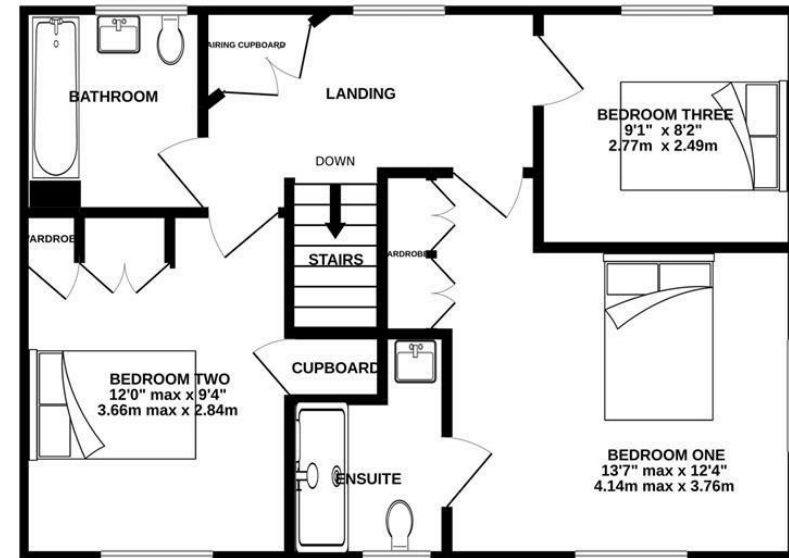 BATHROOM
AIRING CUPBOARD
LANDING
DOWN
BEDROOM THREE
9'1" x 8'2"
2.77m x 2.49m
STAIRS
CUPBOARD
BEDROOM TWO
12'0" max x 9'4"
3.66m max x 2.84m
ENSUITE
BEDROOM ONE
13'7" max x 12'4"
4.14m max x 3.76m